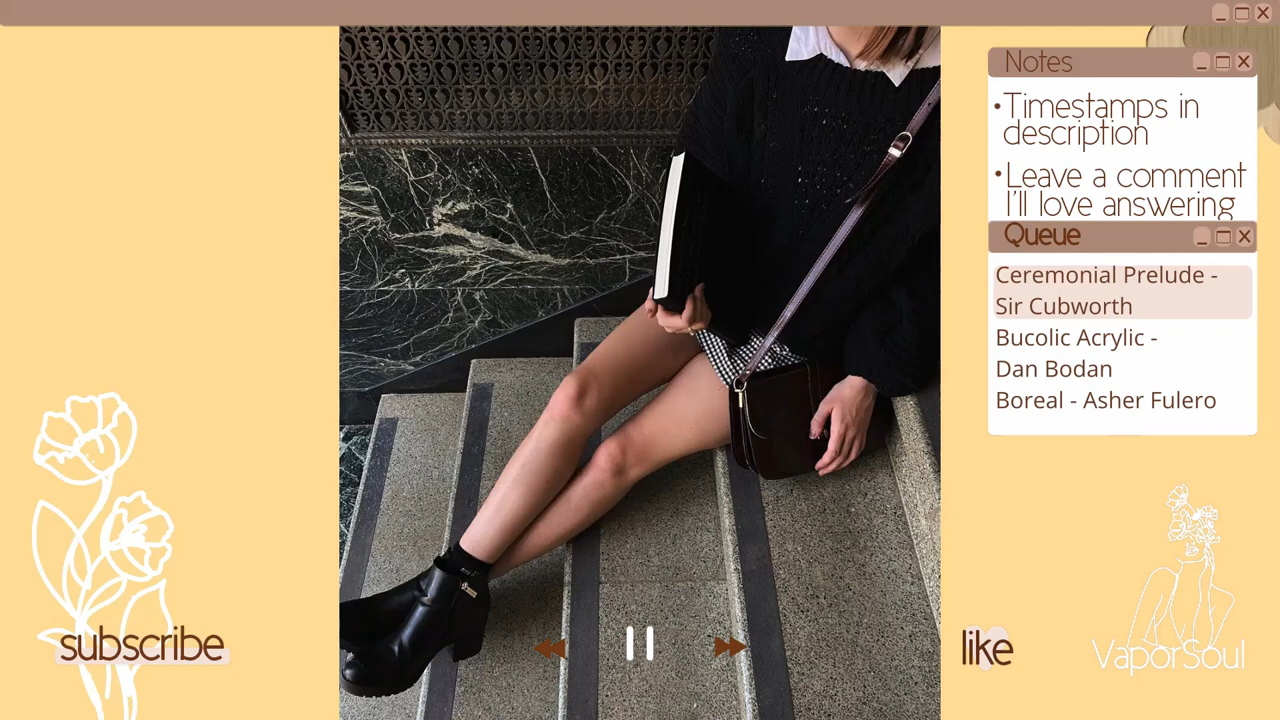 Notes
•Timestamps in
description
•Leave a comment
I'll love answering
Queue
Ceremonial Prelude -
Sir Cubworth
Bucolic Acrylic -
Dan Bodan
Boreal - Asher Fulero
subscribe
like
VaporSoul